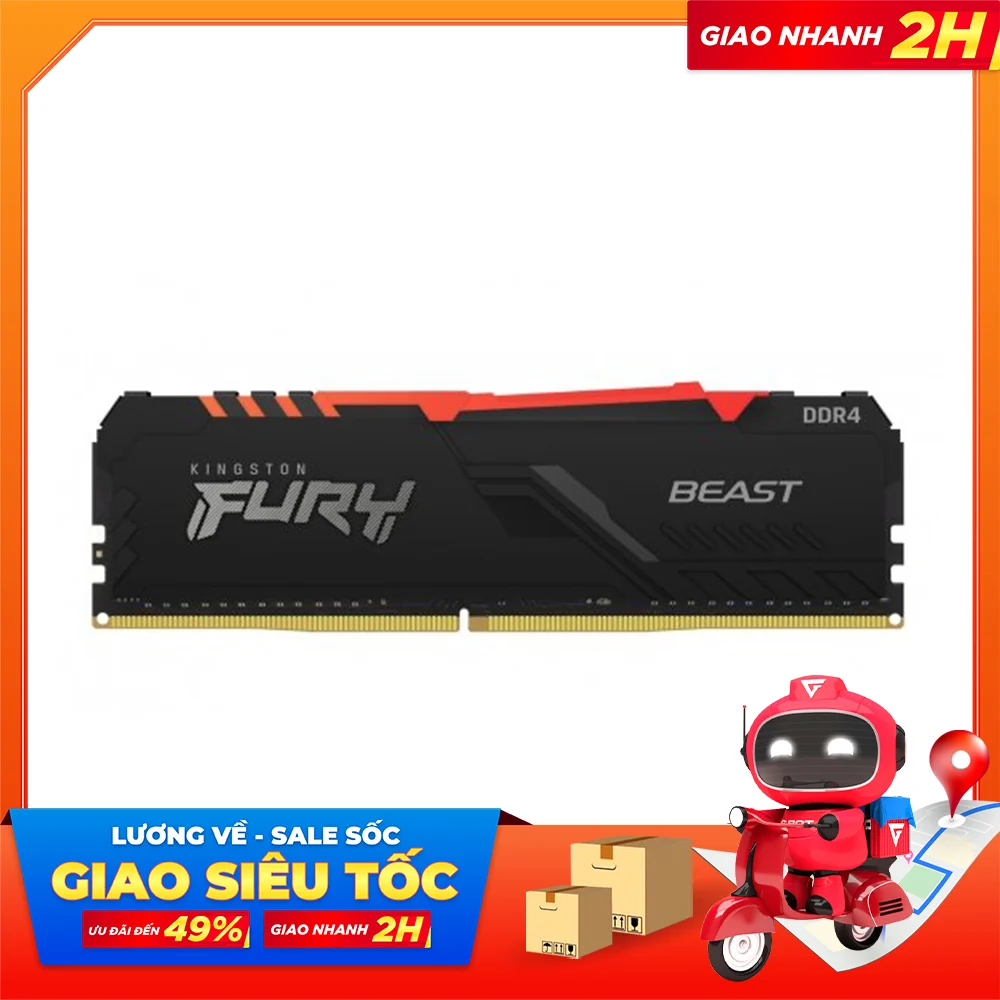 GIAO NHANH 2H
DDR4
KINGSTON
FURY
BEAST
LƯƠNG VỀ - SALE SỐC
GIAO SIÊU TỐC
ƯU ĐÃI ĐẾN 49%
GIAO NHANH 2H